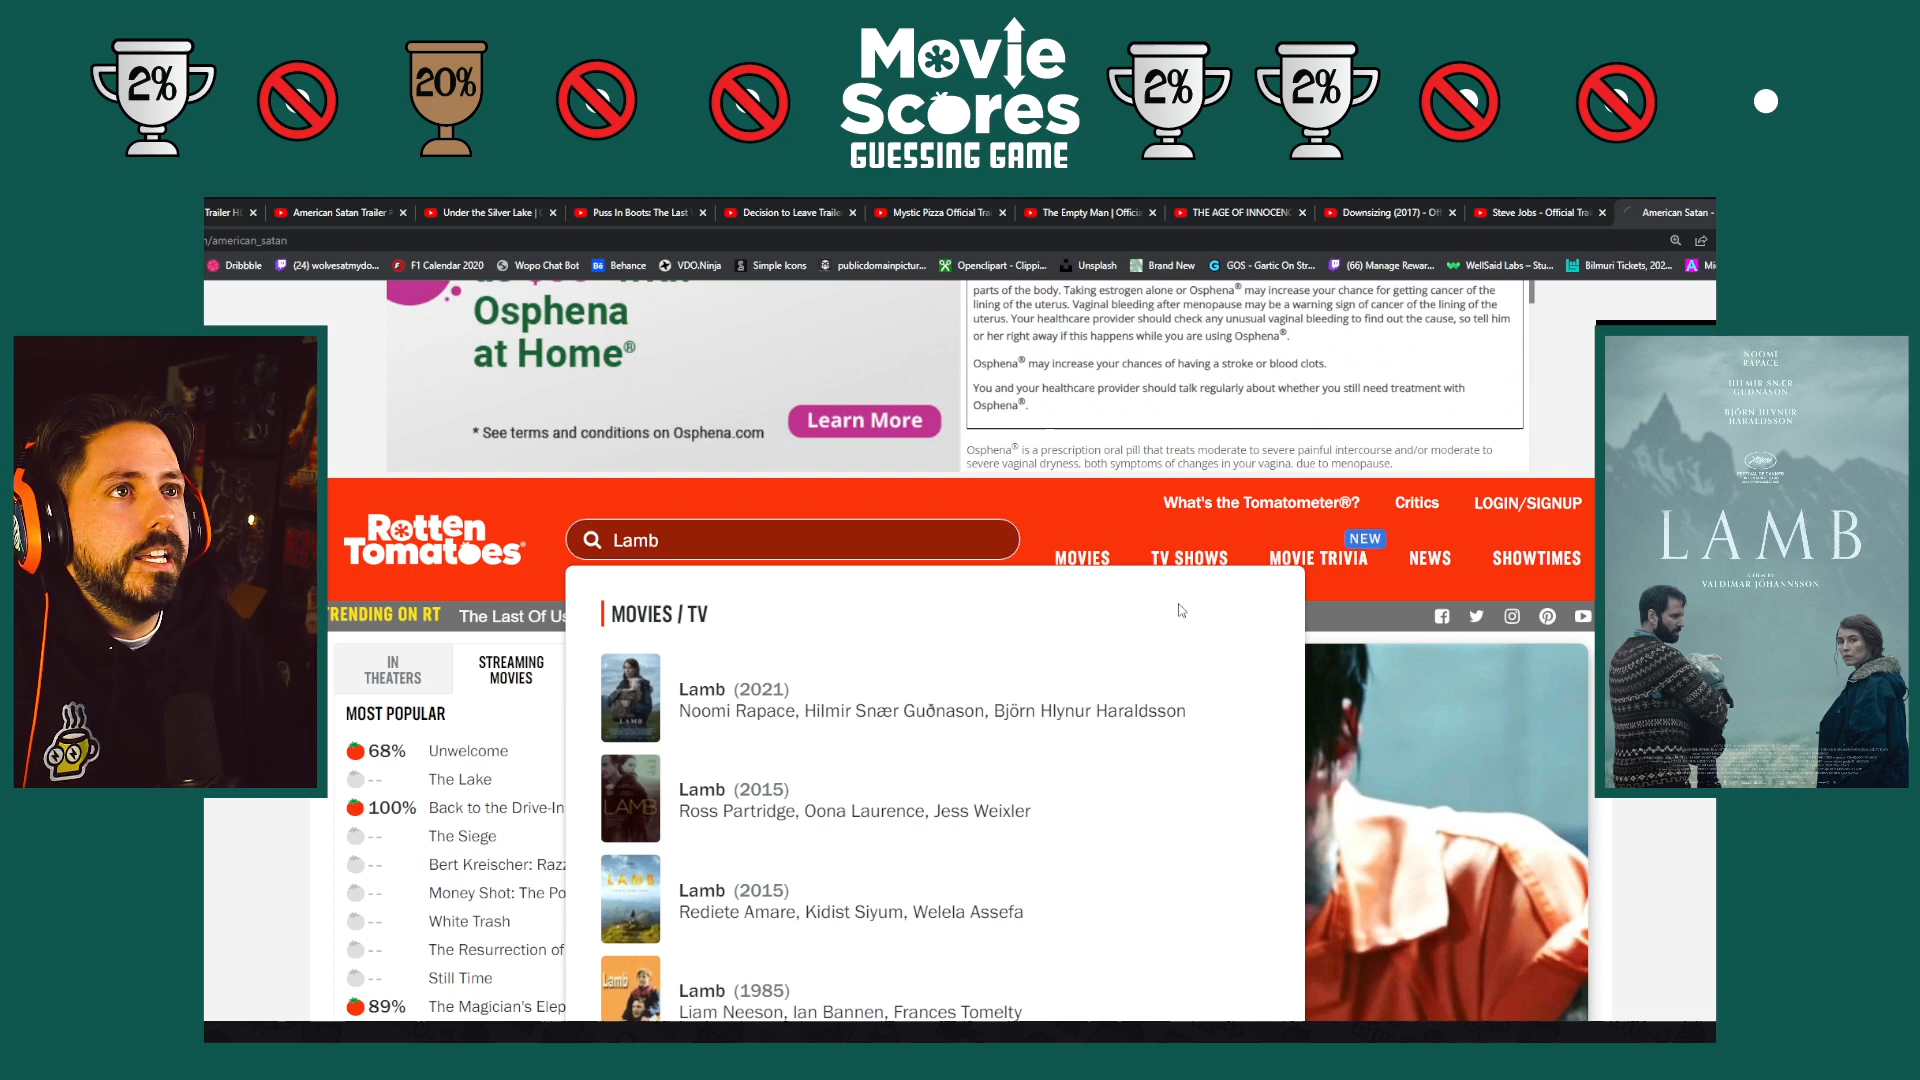 2%
20%
Movie
Scores
GUESSING GAME
2%
2%
Trailer H
American Satan Trailer
Under the Silver Lake |
Puss In Boots: The Last
Decision to Leave Traile
Mystic Pizza Official Trai
The Empty Man | Officia
THE AGE OF INNOCENC
Downsizing (2017) - Of
Steve Jobs - Official Tra
American Satan -
/american_satan
Dribbble
(24) wolvesatmydo...
F1 Calendar 2020
Wopo Chat Bot
Behance
VDO.Ninja
Simple Icons
publicdomainpictur...
Openclipart - Clippi...
Unsplash
Brand New
GOS - Gartic On Str...
(66) Manage Rewar...
WellSaid Labs – Stu...
Bilmuri Tickets, 202...
Mi
Osphena
at Home®
* See terms and conditions on Osphena.com
Learn More
parts of the body. Taking estrogen alone or Osphena® may increase your chance for getting cancer of the
lining of the uterus. Vaginal bleeding after menopause may be a warning sign of cancer of the lining of the
uterus. Your healthcare provider should check any unusual vaginal bleeding to find out the cause, so tell him
or her right away if this happens while you are using Osphena®.
Osphena® may increase your chances of having a stroke or blood clots.
You and your healthcare provider should talk regularly about whether you still need treatment with
Osphena®.
Osphena® is a prescription oral pill that treats moderate to severe painful intercourse and/or moderate to
severe vaginal dryness, both symptoms of changes in your vagina, due to menopause.
What's the Tomatometer®?
Critics
LOGIN/SIGNUP
Rotten
Tomatoes®
Lamb
NEW
MOVIES
TV SHOWS
MOVIE TRIVIA
NEWS
SHOWTIMES
TRENDING ON RT
The Last Of Us
IN
THEATERS
STREAMING
MOVIES
MOST POPULAR
68% Unwelcome
-- The Lake
100% Back to the Drive-In
-- The Siege
-- Bert Kreischer: Razz
-- Money Shot: The Po
-- White Trash
-- The Resurrection of
-- Still Time
89% The Magician's Elep
MOVIES / TV
LAMB
Lamb (2021)
Noomi Rapace, Hilmir Snær Guðnason, Björn Hlynur Haraldsson
LAMB
Lamb (2015)
Ross Partridge, Oona Laurence, Jess Weixler
LAMB
Lamb (2015)
Rediete Amare, Kidist Siyum, Welela Assefa
Lamb
Lamb (1985)
Liam Neeson, Ian Bannen, Frances Tomelty
NOOMI
RAPACE
HILMIR SNÆR
GUÐNASON
BJÖRN HLYNUR
HARALDSSON
FESTIVAL DE CANNES
LAMB
A FILM BY
VALDIMAR JÓHANNSSON